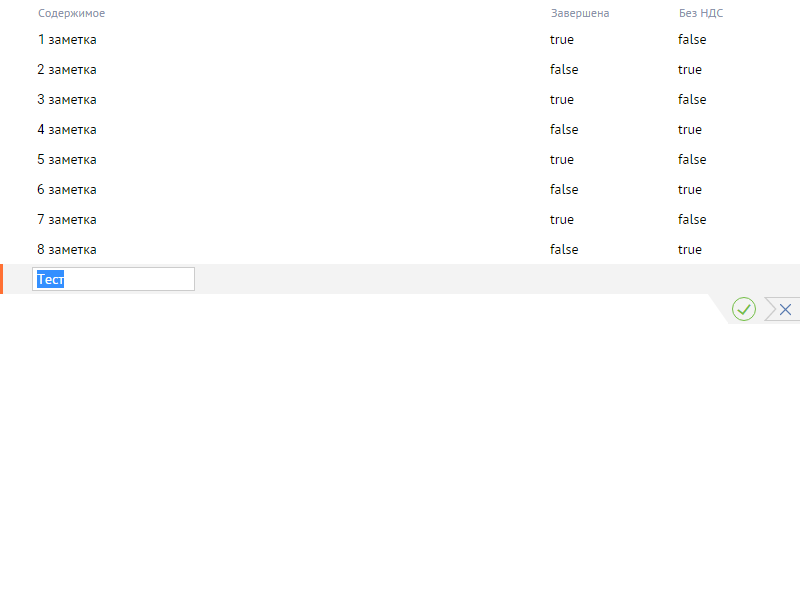 Содержимое Завершена Без НДС
1 заметка true false
2 заметка false true
3 заметка true false
4 заметка false true
5 заметка true false
6 заметка false true
7 заметка true false
8 заметка false true
Тест